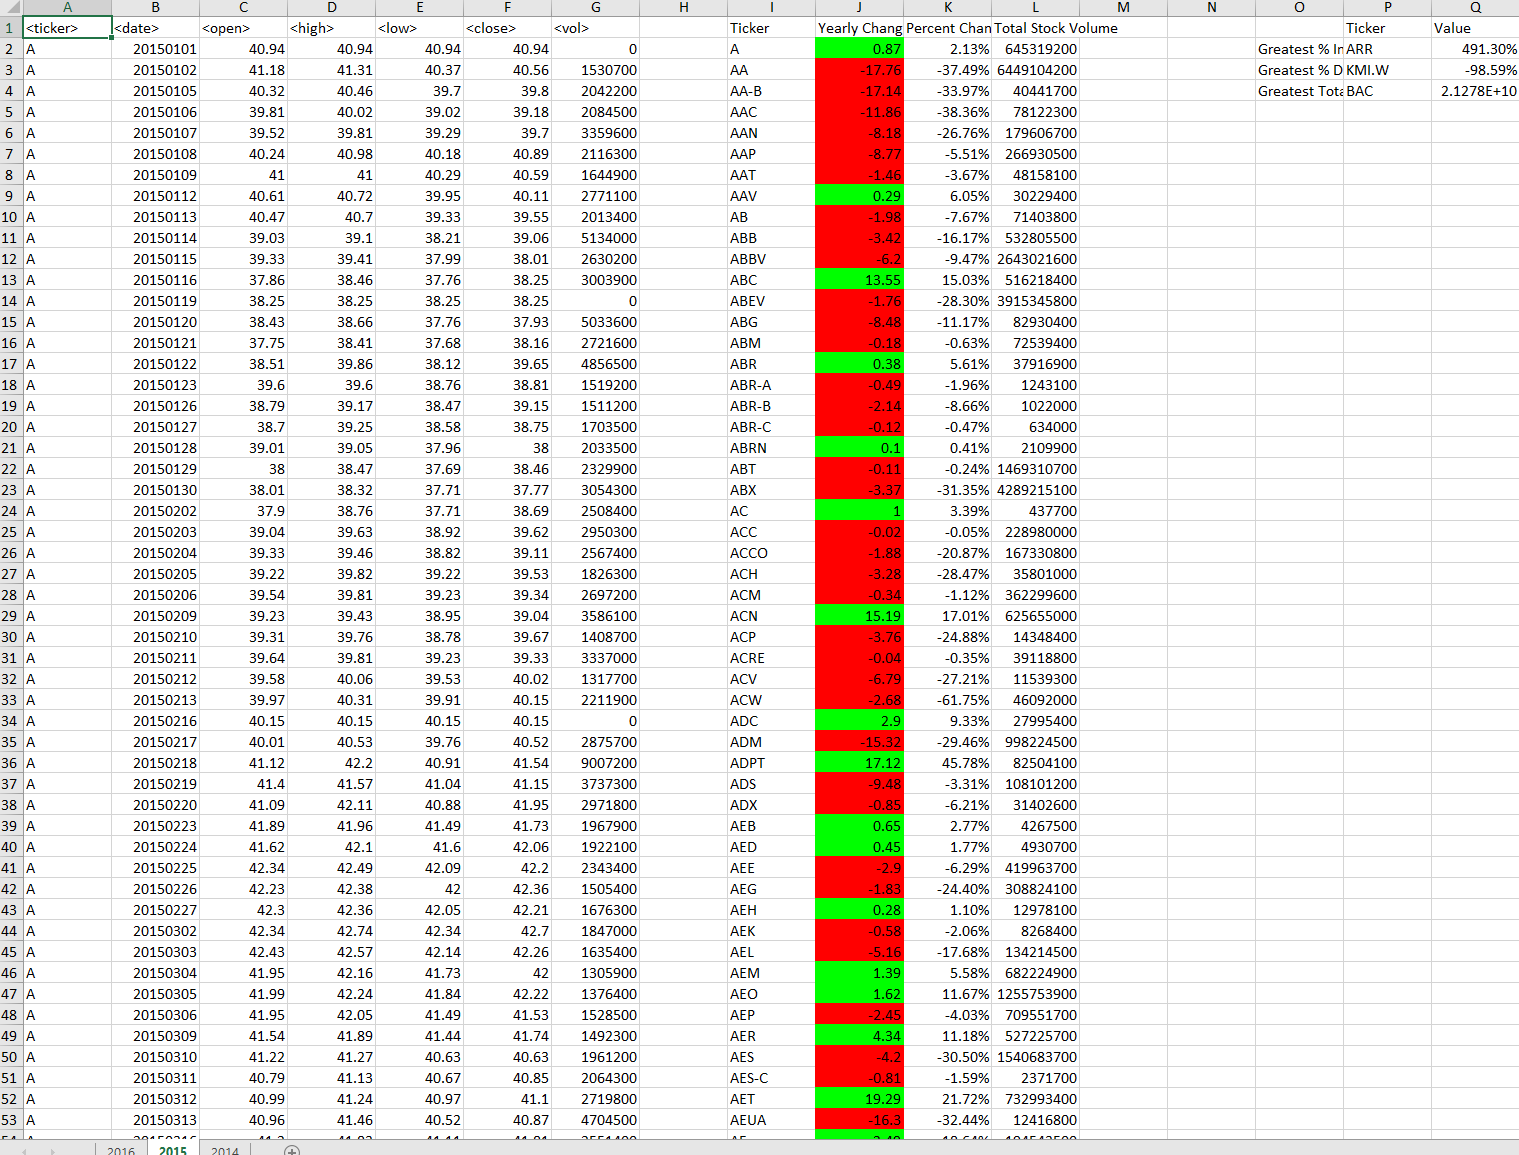 A B C D E F G H I J K L M N O P Q
1 <ticker> <date> <open> <high> <low> <close> <vol> Ticker Yearly Chang Percent Chan Total Stock Volume Ticker Value
2 A 20150101 40.94 40.94 40.94 40.94 0 A 0.87 2.13% 645319200 Greatest % In ARR 491.30%
3 A 20150102 41.18 41.31 40.37 40.56 1530700 AA -17.76 -37.49% 6449104200 Greatest % D KMI.W -98.59%
4 A 20150105 40.32 40.46 39.7 39.8 2042200 AA-B -17.14 -33.97% 40441700 Greatest Tota BAC 2.1278E+10
5 A 20150106 39.81 40.02 39.02 39.18 2084500 AAC -11.86 -38.36% 78122300
6 A 20150107 39.52 39.81 39.29 39.7 3359600 AAN -8.18 -26.76% 179606700
7 A 20150108 40.24 40.98 40.18 40.89 2116300 AAP -8.77 -5.51% 266930500
8 A 20150109 41 41 40.29 40.59 1644900 AAT -1.46 -3.67% 48158100
9 A 20150112 40.61 40.72 39.95 40.11 2771100 AAV 0.29 6.05% 30229400
10 A 20150113 40.47 40.7 39.33 39.55 2013400 AB -1.98 -7.67% 71403800
11 A 20150114 39.03 39.1 38.21 39.06 5134000 ABB -3.42 -16.17% 532805500
12 A 20150115 39.33 39.41 37.99 38.01 2630200 ABBV -6.2 -9.47% 2643021600
13 A 20150116 37.86 38.46 37.76 38.25 3003900 ABC 13.55 15.03% 516218400
14 A 20150119 38.25 38.25 38.25 38.25 0 ABEV -1.76 -28.30% 3915345800
15 A 20150120 38.43 38.66 37.76 37.93 5033600 ABG -8.48 -11.17% 82930400
16 A 20150121 37.75 38.41 37.68 38.16 2721600 ABM -0.18 -0.63% 72539400
17 A 20150122 38.51 39.86 38.12 39.65 4856500 ABR 0.38 5.61% 37916900
18 A 20150123 39.6 39.6 38.76 38.81 1519200 ABR-A -0.49 -1.96% 1243100
19 A 20150126 38.79 39.17 38.47 39.15 1511200 ABR-B -2.14 -8.66% 1022000
20 A 20150127 38.7 39.25 38.58 38.75 1703500 ABR-C -0.12 -0.47% 634000
21 A 20150128 39.01 39.05 37.96 38 2033500 ABRN 0.1 0.41% 2109900
22 A 20150129 38 38.47 37.69 38.46 2329900 ABT -0.11 -0.24% 1469310700
23 A 20150130 38.01 38.32 37.71 37.77 3054300 ABX -3.37 -31.35% 4289215100
24 A 20150202 37.9 38.76 37.71 38.69 2508400 AC 1 3.39% 437700
25 A 20150203 39.04 39.63 38.92 39.62 2950300 ACC -0.02 -0.05% 228980000
26 A 20150204 39.33 39.46 38.82 39.11 2567400 ACCO -1.88 -20.87% 167330800
27 A 20150205 39.22 39.82 39.22 39.53 1826300 ACH -3.28 -28.47% 35801000
28 A 20150206 39.54 39.81 39.23 39.34 2697200 ACM -0.34 -1.12% 362299600
29 A 20150209 39.23 39.43 38.95 39.04 3586100 ACN 15.19 17.01% 625655000
30 A 20150210 39.31 39.76 38.78 39.67 1408700 ACP -3.76 -24.88% 14348400
31 A 20150211 39.64 39.81 39.23 39.33 3337000 ACRE -0.04 -0.35% 39118800
32 A 20150212 39.58 40.06 39.53 40.02 1317700 ACV -6.79 -27.21% 11539300
33 A 20150213 39.97 40.31 39.91 40.15 2211900 ACW -2.68 -61.75% 46092000
34 A 20150216 40.15 40.15 40.15 40.15 0 ADC 2.9 9.33% 27995400
35 A 20150217 40.01 40.53 39.76 40.52 2875700 ADM -15.32 -29.46% 998224500
36 A 20150218 41.12 42.2 40.91 41.54 9007200 ADPT 17.12 45.78% 82504100
37 A 20150219 41.4 41.57 41.04 41.15 3737300 ADS -9.48 -3.31% 108101200
38 A 20150220 41.09 42.11 40.88 41.95 2971800 ADX -0.85 -6.21% 31402600
39 A 20150223 41.89 41.96 41.49 41.73 1967900 AEB 0.65 2.77% 4267500
40 A 20150224 41.62 42.1 41.6 42.06 1922100 AED 0.45 1.77% 4930700
41 A 20150225 42.34 42.49 42.09 42.2 2343400 AEE -2.9 -6.29% 419963700
42 A 20150226 42.23 42.38 42 42.36 1505400 AEG -1.83 -24.40% 308824100
43 A 20150227 42.3 42.36 42.05 42.21 1676300 AEH 0.28 1.10% 12978100
44 A 20150302 42.34 42.74 42.34 42.7 1847000 AEK -0.58 -2.06% 8268400
45 A 20150303 42.43 42.57 42.14 42.26 1635400 AEL -5.16 -17.68% 134214500
46 A 20150304 41.95 42.16 41.73 42 1305900 AEM 1.39 5.58% 682224900
47 A 20150305 41.99 42.24 41.84 42.22 1376400 AEO 1.62 11.67% 1255753900
48 A 20150306 41.95 42.05 41.49 41.53 1528500 AEP -2.45 -4.03% 709551700
49 A 20150309 41.54 41.89 41.44 41.74 1492300 AER 4.34 11.18% 527225700
50 A 20150310 41.22 41.27 40.63 40.63 1961200 AES -4.2 -30.50% 1540683700
51 A 20150311 40.79 41.13 40.67 40.85 2064300 AES-C -0.81 -1.59% 2371700
52 A 20150312 40.99 41.24 40.97 41.1 2719800 AET 19.29 21.72% 732993400
53 A 20150313 40.96 41.46 40.52 40.87 4704500 AEUA -16.3 -32.44% 12416800
2016 2015 2014